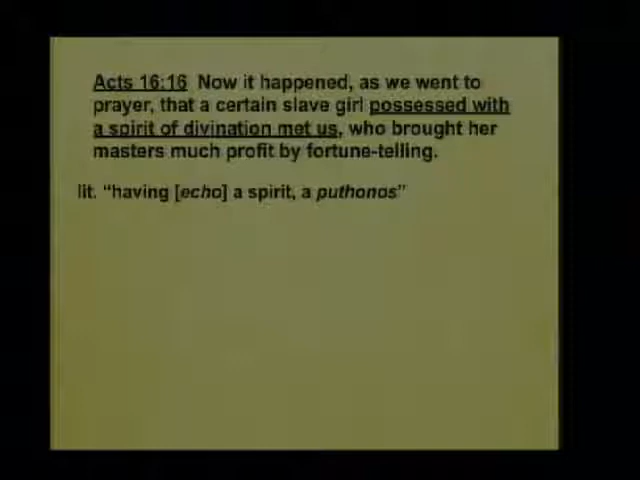 Acts 16:16 Now it happened, as we went to
prayer, that a certain slave girl possessed with
a spirit of divination met us, who brought her
masters much profit by fortune-telling.
lit. “having [echo] a spirit, a puthonos”